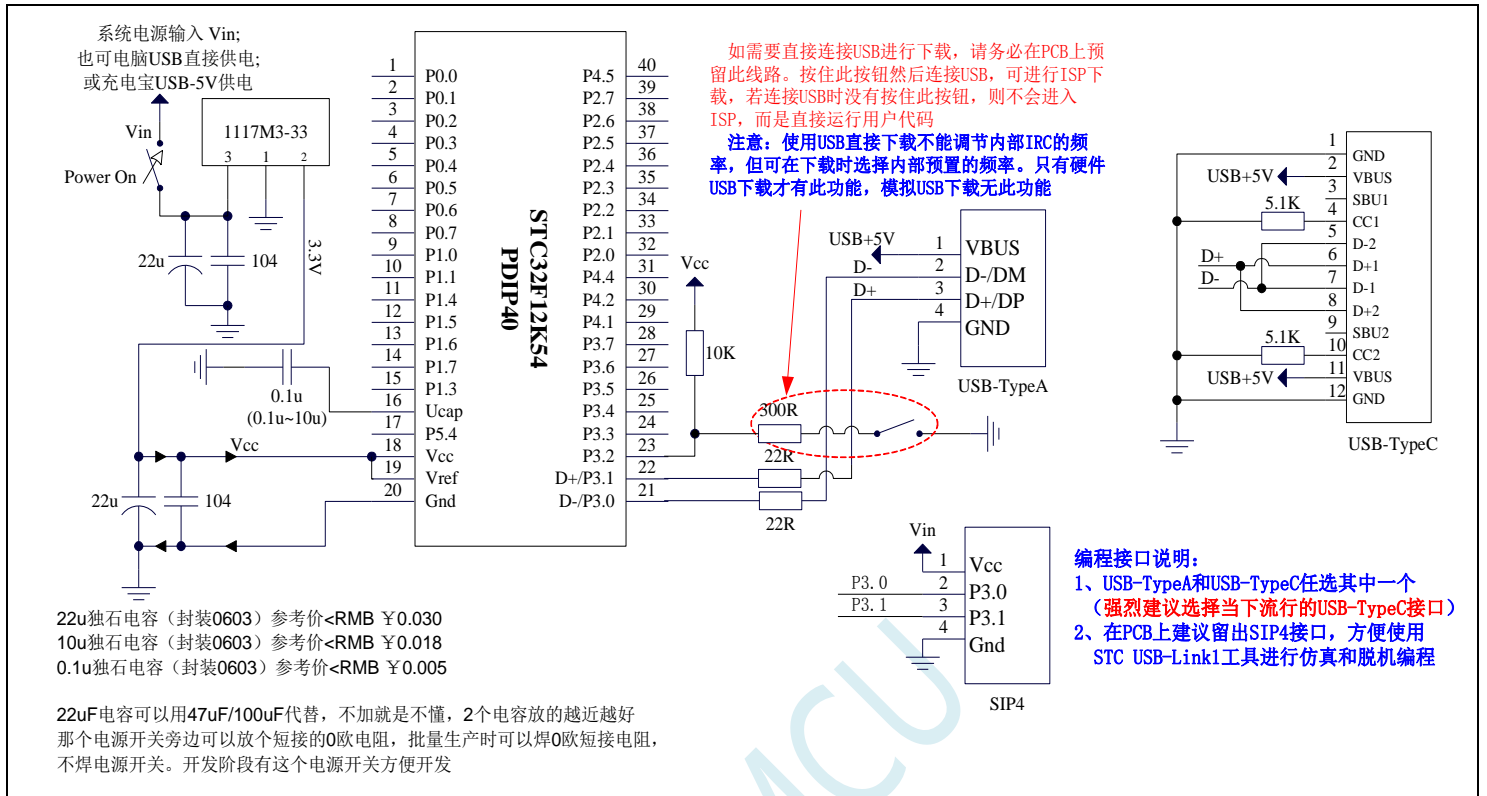 系统电源输入 Vin;
也可电脑USB直接供电;
或充电宝USB-5V供电
Vin
Power On
1117M3-33
3 1 2
22u
104
3.3V
0.1u
(0.1u~10u)
Vcc
22u
104
1 P0.0
2 P0.1
3 P0.2
4 P0.3
5 P0.4
6 P0.5
7 P0.6
8 P0.7
9 P1.0
10 P1.1
11 P1.4
12 P1.5
13 P1.6
14 P1.7
15 P1.3
16 Ucap
17 P5.4
18 Vcc
19 Vref
20 Gnd
STC32F12K54
PDIP40
P4.5 40
P2.7 39
P2.6 38
P2.5 37
P2.4 36
P2.3 35
P2.2 34
P2.1 33
P2.0 32
P4.4 31
P4.2 30
P4.1 29
P3.7 28
P3.6 27
P3.5 26
P3.4 25
P3.3 24
P3.2 23
D+/P3.1 22
D-/P3.0 21
如需要直接连接USB进行下载，请务必在PCB上预
留此线路。按住此按钮然后连接USB，可进行ISP下
载，若连接USB时没有按住此按钮，则不会进入
ISP，而是直接运行用户代码
注意：使用USB直接下载不能调节内部IRC的频
率，但可在下载时选择内部预置的频率。只有硬件
USB下载才有此功能，模拟USB下载无此功能
Vcc
10K
300R
22R
22R
USB+5V
D-
D+
1 VBUS
2 D-/DM
3 D+/DP
4 GND
USB-TypeA
USB+5V
5.1K
D+
D-
5.1K
USB+5V
1 GND
2 VBUS
3 SBU1
4 CC1
5 D-2
6 D+1
7 D-1
8 D+2
9 SBU2
10 CC2
11 VBUS
12 GND
USB-TypeC
Vin
P3.0
P3.1
1 Vcc
2 P3.0
3 P3.1
4 Gnd
SIP4
编程接口说明：
1、USB-TypeA和USB-TypeC任选其中一个
（强烈建议选择当下流行的USB-TypeC接口）
2、在PCB上建议留出SIP4接口，方便使用
STC USB-Link1工具进行仿真和脱机编程
22u独石电容（封装0603）参考价<RMB ￥0.030
10u独石电容（封装0603）参考价<RMB ￥0.018
0.1u独石电容（封装0603）参考价<RMB ￥0.005
22uF电容可以用47uF/100uF代替，不加就是不懂，2个电容放的越近越好
那个电源开关旁边可以放个短接的0欧电阻，批量生产时可以焊0欧短接电阻，
不焊电源开关。开发阶段有这个电源开关方便开发
MCU